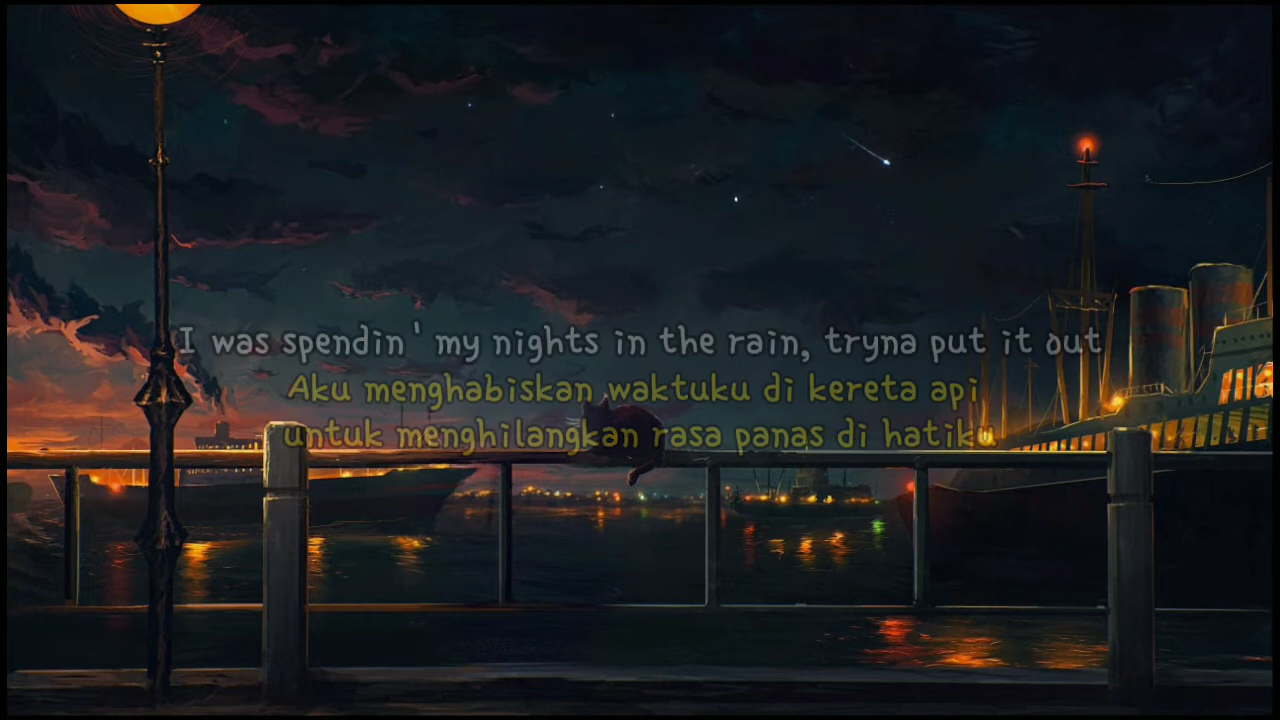 I was spendin' my nights in the rain, tryna put it out
Aku menghabiskan waktuku di kereta api
untuk menghilangkan rasa panas di hatiku